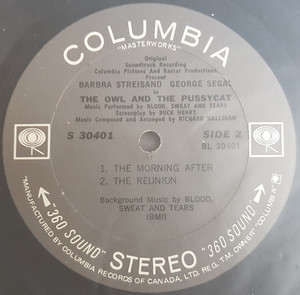 COLUMBIA
"MASTERWORKS"
Original
Soundtrack Recording
Columbia Pictures And Rastar Productions
Present
BARBRA STREISAND GEORGE SEGAL
in
THE OWL AND THE PUSSYCAT
Music Performed by BLOOD, SWEAT AND TEARS
Screenplay by BUCK HENRY
Music Composed and Arranged by RICHARD HALLIGAN
S 30401 SIDE 2
BL 30401
1. THE MORNING AFTER
2. THE REUNION
Background Music by BLOOD,
SWEAT AND TEARS
(BMI)
"360 SOUND" STEREO "360 SOUND"
"MANUFACTURED BY COLUMBIA RECORDS OF CANADA, LTD. REG. T.M. OWNER "COLUMBIA"